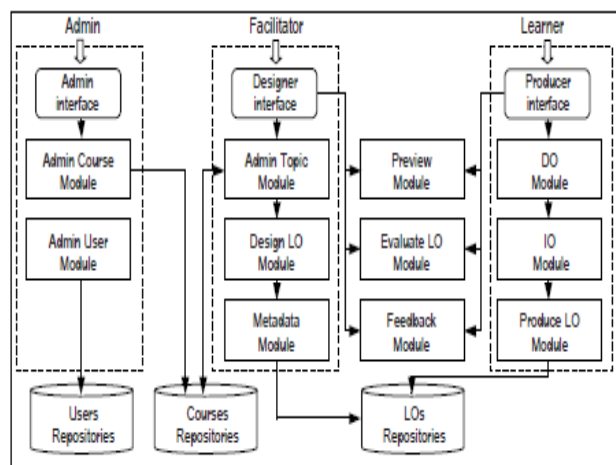 Admin
Facilitator
Learner
Admin
interface
Designer
interface
Producer
interface
Admin Course
Module
Admin Topic
Module
Preview
Module
DO
Module
Admin User
Module
Design LO
Module
Evaluate LO
Module
IO
Module
Metadata
Module
Feedback
Module
Produce LO
Module
Users
Repositories
Courses
Repositories
LOs
Repositories